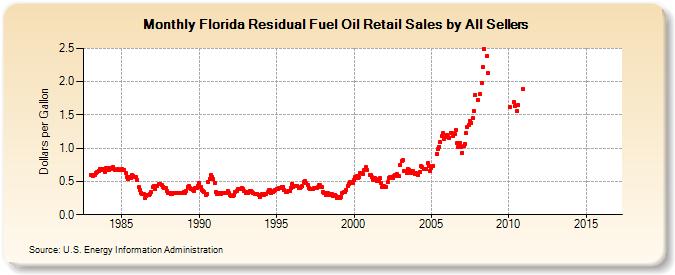 Monthly Florida Residual Fuel Oil Retail Sales by All Sellers
Dollars per Gallon
2.5
2.0
1.5
1.0
0.5
0.0
1985 1990 1995 2000 2005 2010 2015
Source: U.S. Energy Information Administration